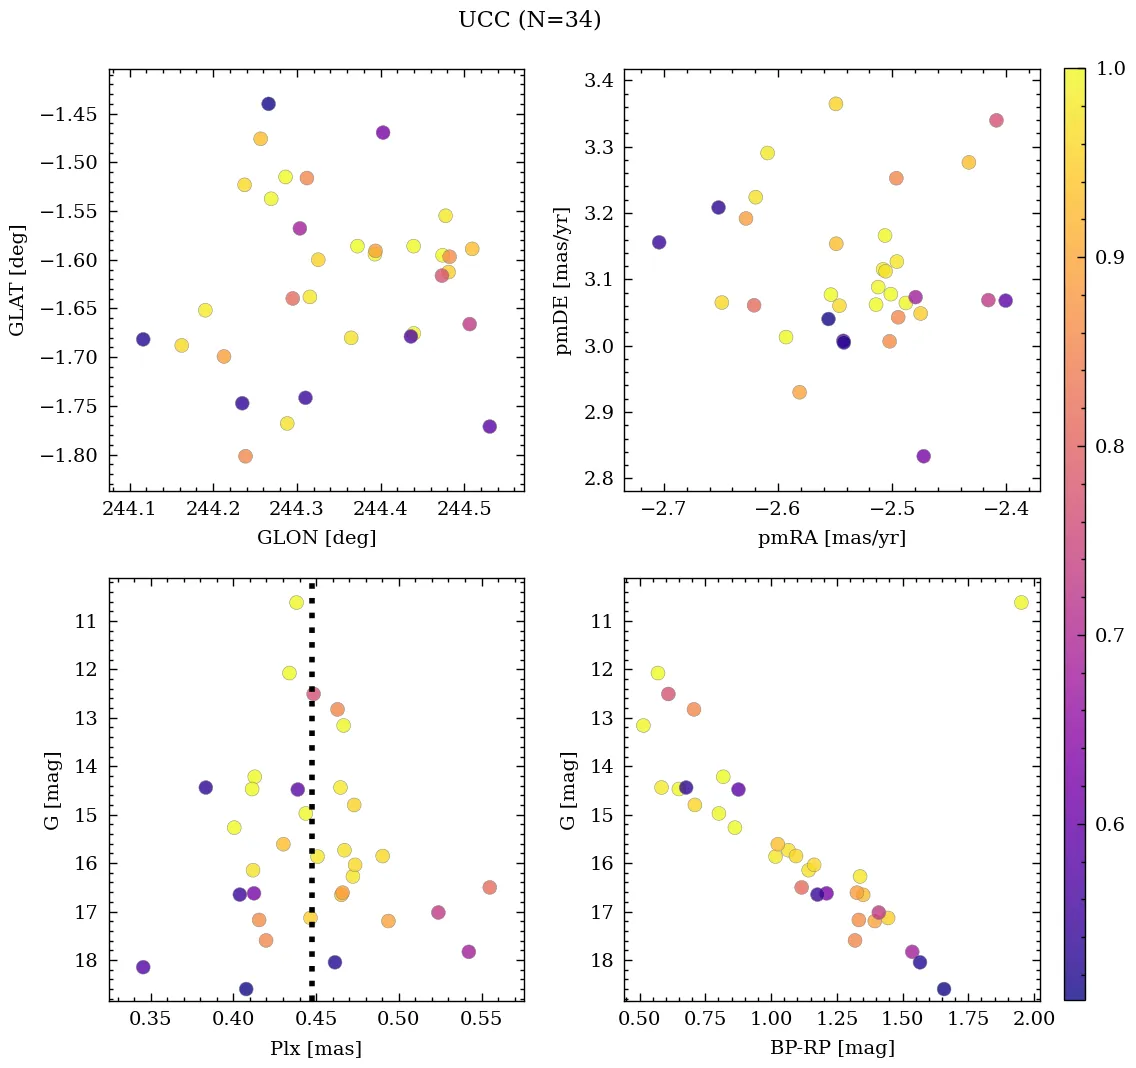 UCC (N=34)
−1.45
−1.50
−1.55
−1.60
−1.65
−1.70
−1.75
−1.80
GLAT [deg]
244.1 244.2 244.3 244.4 244.5
GLON [deg]
3.4
3.3
3.2
3.1
3.0
2.9
2.8
pmDE [mas/yr]
−2.7 −2.6 −2.5 −2.4
pmRA [mas/yr]
1.0
0.9
0.8
0.7
0.6
11
12
13
14
15
16
17
18
G [mag]
0.35 0.40 0.45 0.50 0.55
Plx [mas]
11
12
13
14
15
16
17
18
G [mag]
0.50 0.75 1.00 1.25 1.50 1.75 2.00
BP-RP [mag]